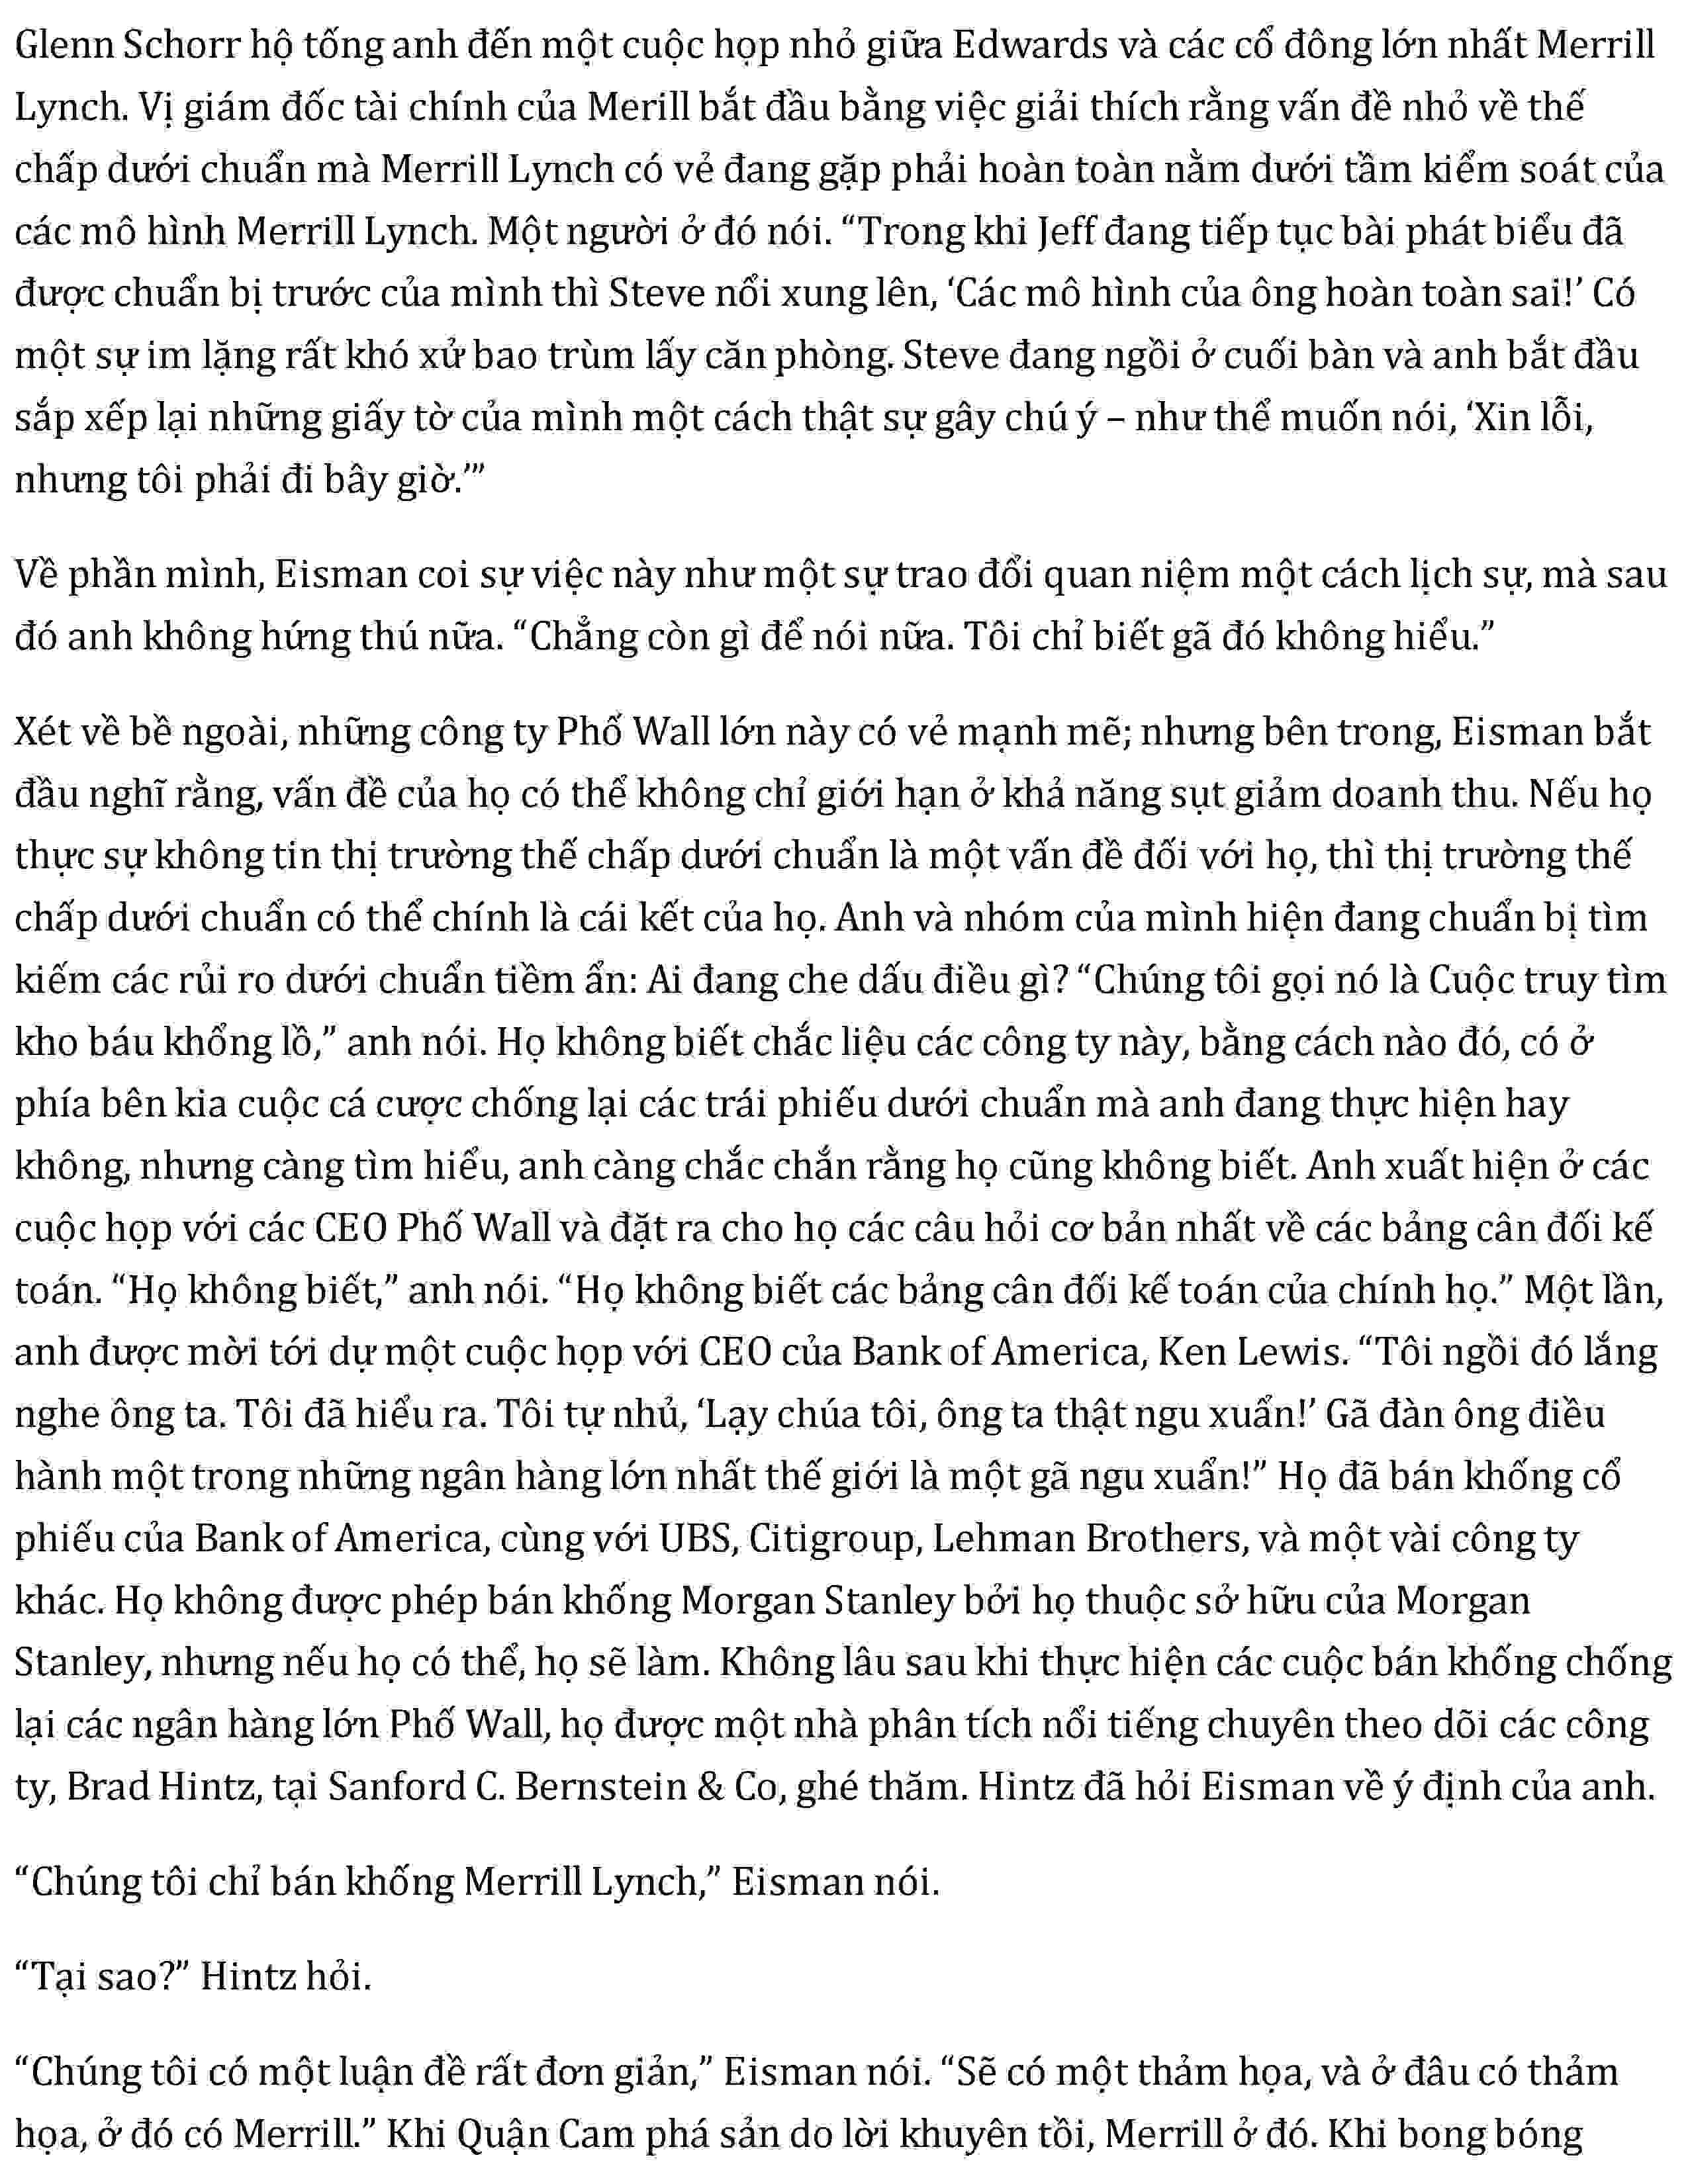 Glenn Schorr hộ tống anh đến một cuộc họp nhỏ giữa Edwards và các cổ đông lớn nhất Merrill
Lynch. Vị giám đốc tài chính của Merill bắt đầu bằng việc giải thích rằng vấn đề nhỏ về thế
chấp dưới chuẩn mà Merrill Lynch có vẻ đang gặp phải hoàn toàn nằm dưới tầm kiểm soát của
các mô hình Merrill Lynch. Một người ở đó nói. “Trong khi Jeff đang tiếp tục bài phát biểu đã
được chuẩn bị trước của mình thì Steve nổi xung lên, ‘Các mô hình của ông hoàn toàn sai!’ Có
một sự im lặng rất khó xử bao trùm lấy căn phòng. Steve đang ngồi ở cuối bàn và anh bắt đầu
sắp xếp lại những giấy tờ của mình một cách thật sự gây chú ý – như thể muốn nói, ‘Xin lỗi,
nhưng tôi phải đi bây giờ.’”
Về phần mình, Eisman coi sự việc này như một sự trao đổi quan niệm một cách lịch sự, mà sau
đó anh không hứng thú nữa. “Chẳng còn gì để nói nữa. Tôi chỉ biết gã đó không hiểu.”
Xét về bề ngoài, những công ty Phố Wall lớn này có vẻ mạnh mẽ; nhưng bên trong, Eisman bắt
đầu nghĩ rằng, vấn đề của họ có thể không chỉ giới hạn ở khả năng sụt giảm doanh thu. Nếu họ
thực sự không tin thị trường thế chấp dưới chuẩn là một vấn đề đối với họ, thì thị trường thế
chấp dưới chuẩn có thể chính là cái kết của họ. Anh và nhóm của mình hiện đang chuẩn bị tìm
kiếm các rủi ro dưới chuẩn tiềm ẩn: Ai đang che dấu điều gì? “Chúng tôi gọi nó là Cuộc truy tìm
kho báu khổng lồ,” anh nói. Họ không biết chắc liệu các công ty này, bằng cách nào đó, có ở
phía bên kia cuộc cá cược chống lại các trái phiếu dưới chuẩn mà anh đang thực hiện hay
không, nhưng càng tìm hiểu, anh càng chắc chắn rằng họ cũng không biết. Anh xuất hiện ở các
cuộc họp với các CEO Phố Wall và đặt ra cho họ các câu hỏi cơ bản nhất về các bảng cân đối kế
toán. “Họ không biết,” anh nói. “Họ không biết các bảng cân đối kế toán của chính họ.” Một lần,
anh được mời tới dự một cuộc họp với CEO của Bank of America, Ken Lewis. “Tôi ngồi đó lắng
nghe ông ta. Tôi đã hiểu ra. Tôi tự nhủ, ‘Lạy chúa tôi, ông ta thật ngu xuẩn!’ Gã đàn ông điều
hành một trong những ngân hàng lớn nhất thế giới là một gã ngu xuẩn!” Họ đã bán khống cổ
phiếu của Bank of America, cùng với UBS, Citigroup, Lehman Brothers, và một vài công ty
khác. Họ không được phép bán khống Morgan Stanley bởi họ thuộc sở hữu của Morgan
Stanley, nhưng nếu họ có thể, họ sẽ làm. Không lâu sau khi thực hiện các cuộc bán khống chống
lại các ngân hàng lớn Phố Wall, họ được một nhà phân tích nổi tiếng chuyên theo dõi các công
ty, Brad Hintz, tại Sanford C. Bernstein & Co, ghé thăm. Hintz đã hỏi Eisman về ý định của anh.
“Chúng tôi chỉ bán khống Merrill Lynch,” Eisman nói.
“Tại sao?” Hintz hỏi.
“Chúng tôi có một luận đề rất đơn giản,” Eisman nói. “Sẽ có một thảm họa, và ở đâu có thảm
họa, ở đó có Merrill.” Khi Quận Cam phá sản do lời khuyên tồi, Merrill ở đó. Khi bong bóng